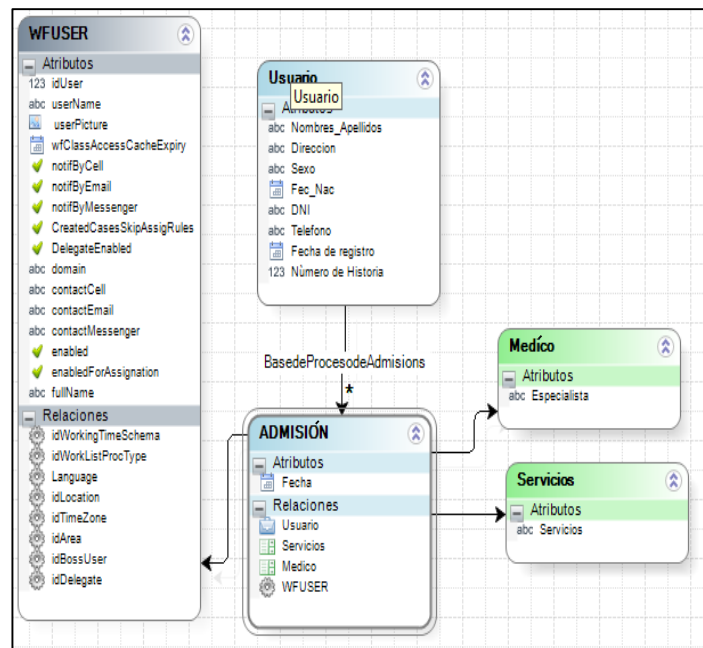 WFUSER
Atributos
123 idUser
abc userName
userPicture
wfClassAccessCacheExpiry
notifByCell
notifByEmail
notifByMessenger
CreatedCasesSkipAssigRules
DelegateEnabled
abc domain
abc contactCell
abc contactEmail
abc contactMessenger
enabled
enabledForAssignation
abc fullName
Relaciones
idWorkingTimeSchema
idWorkListProcType
Language
idLocation
idTimeZone
idArea
idBossUser
idDelegate
Usuario
Usuario
abc Nombres_Apellidos
abc Direccion
abc Sexo
Fec_Nac
abc DNI
abc Telefono
Fecha de registro
123 Nùmero de Historia
BasedeProcesodeAdmisions
*
ADMISIÓN
Atributos
Fecha
Relaciones
Usuario
Servicios
Medico
WFUSER
Medíco
Atributos
abc Especialista
Servicios
Atributos
abc Servicios